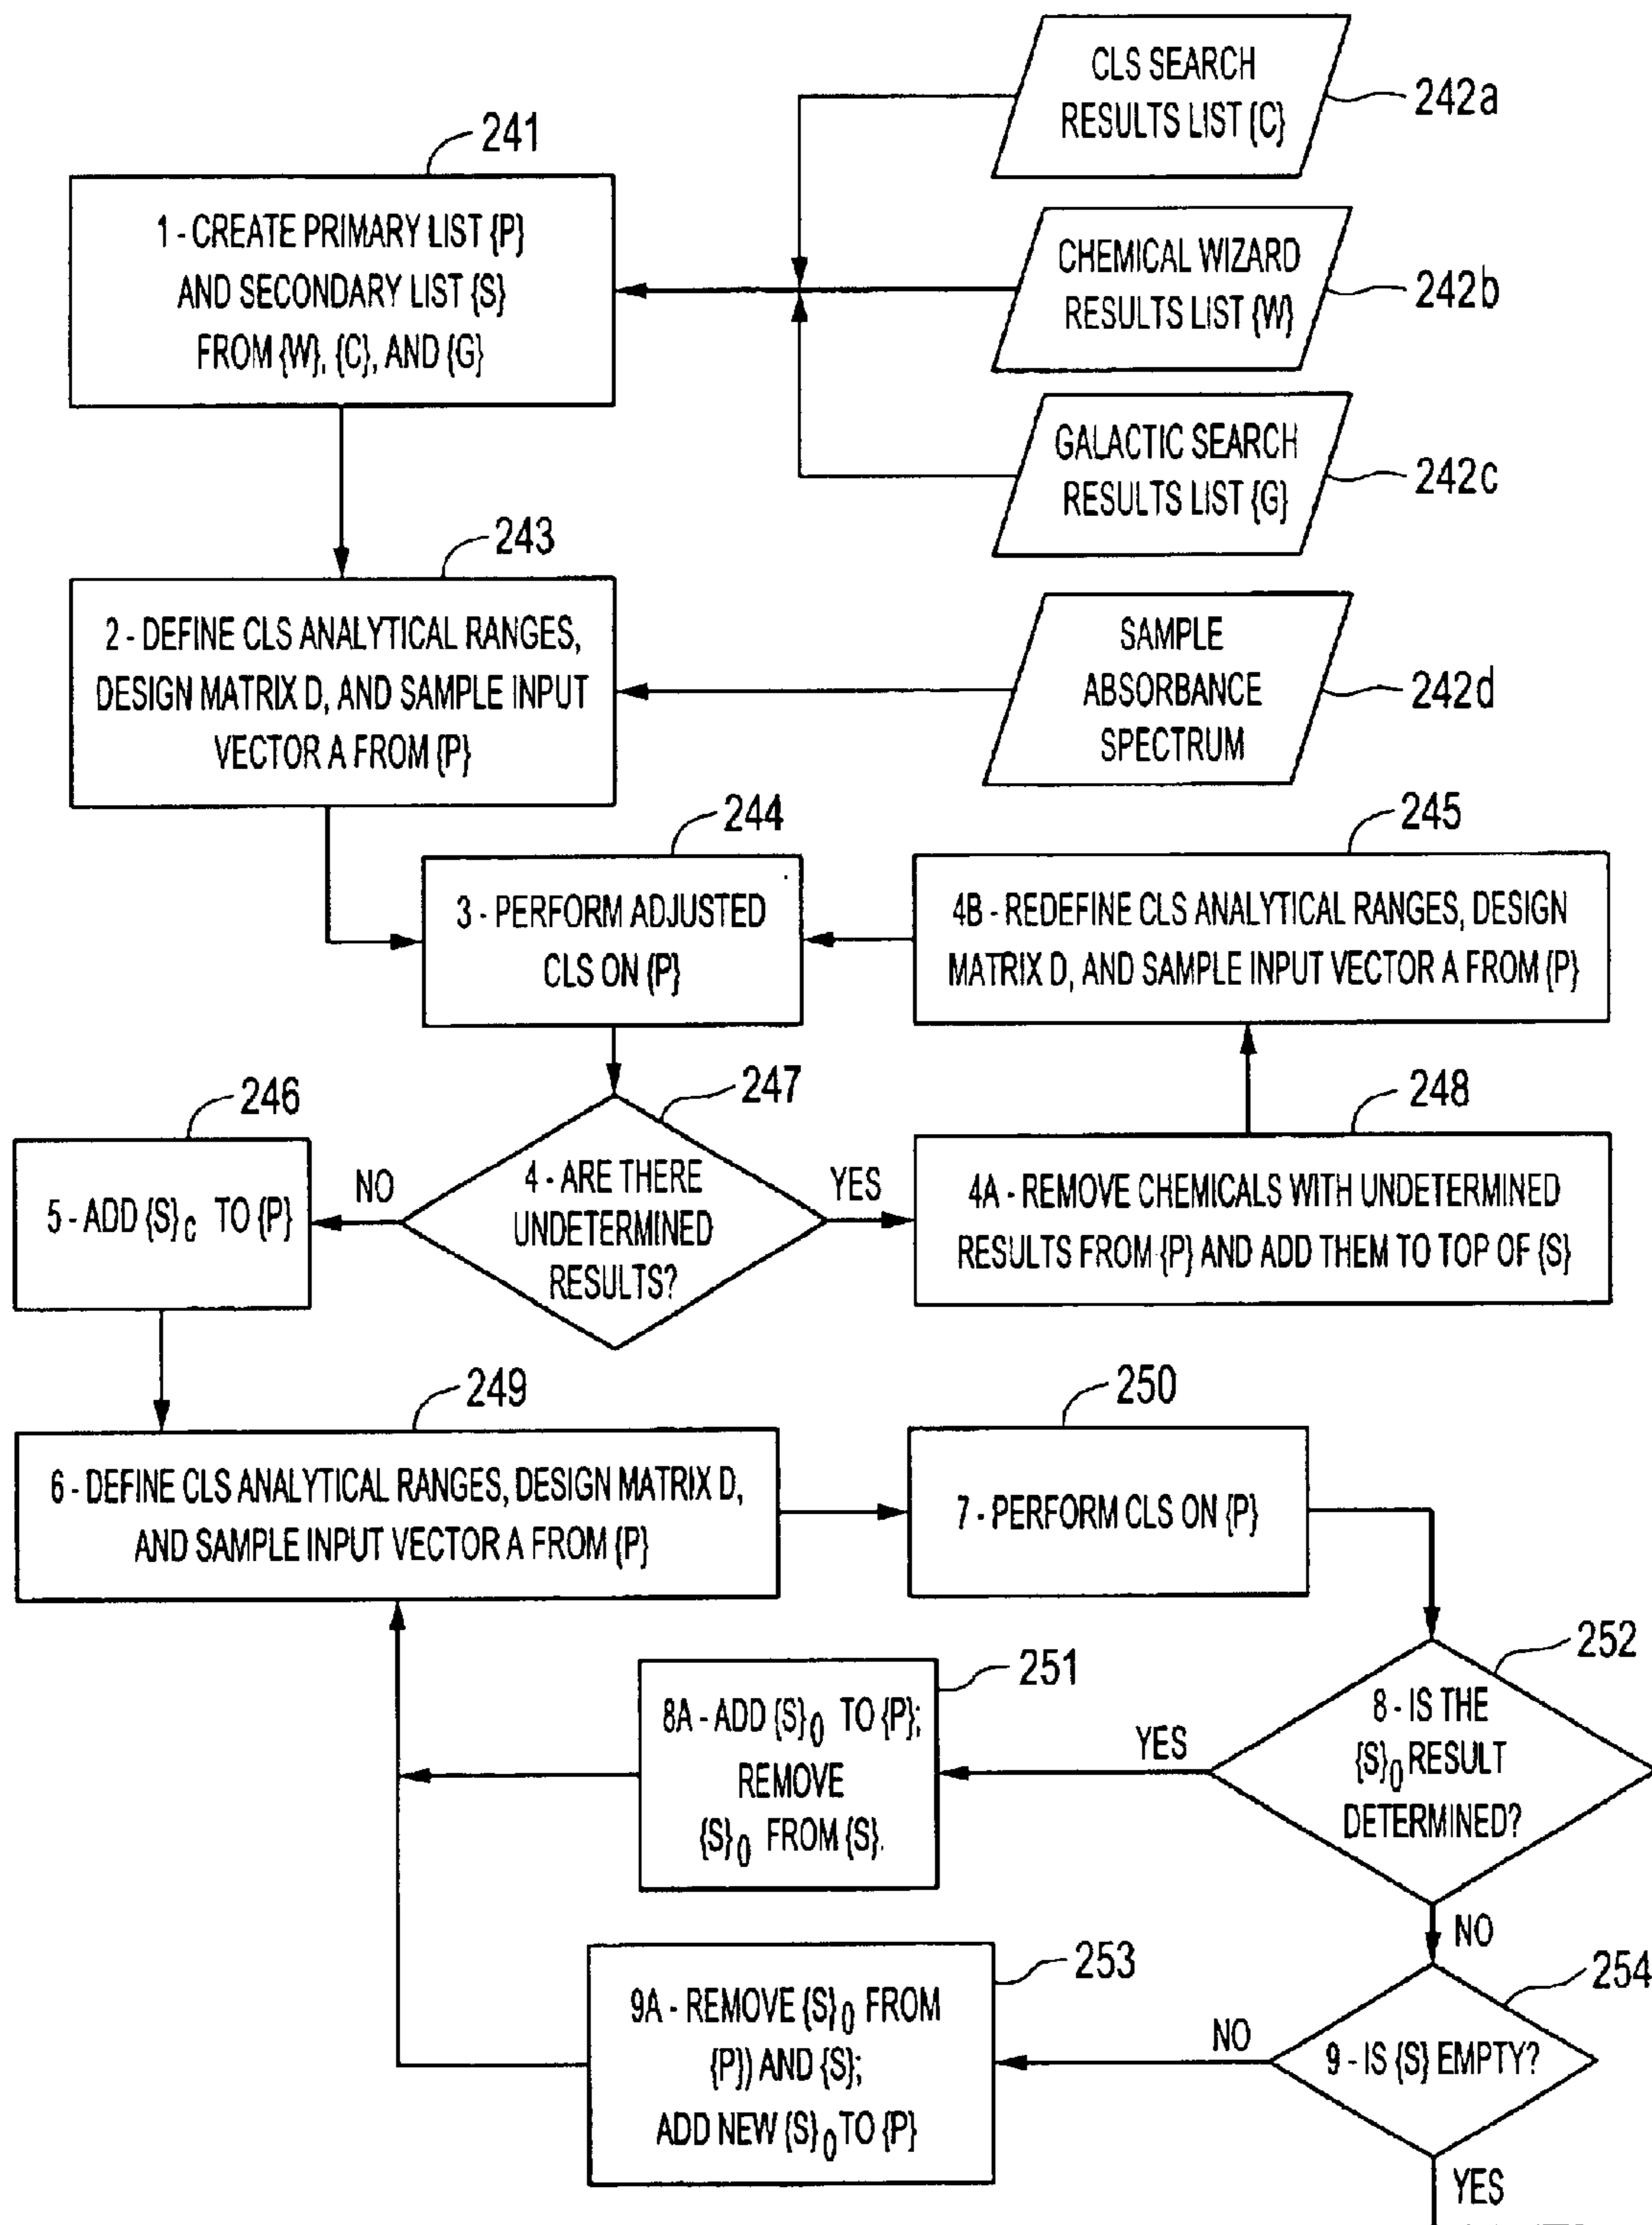 CLS SEARCH
RESULTS LIST {C}
242a
241
1 - CREATE PRIMARY LIST {P}
AND SECONDARY LIST {S}
FROM {W}, {C}, AND {G}
CHEMICAL WIZARD
RESULTS LIST {W}
242b
GALACTIC SEARCH
RESULTS LIST {G}
242c
243
2 - DEFINE CLS ANALYTICAL RANGES,
DESIGN MATRIX D, AND SAMPLE INPUT
VECTOR A FROM {P}
SAMPLE
ABSORBANCE
SPECTRUM
242d
244
3 - PERFORM ADJUSTED
CLS ON {P}
245
4B - REDEFINE CLS ANALYTICAL RANGES, DESIGN
MATRIX D, AND SAMPLE INPUT VECTOR A FROM {P}
246
5 - ADD {S}c TO {P}
NO
247
4 - ARE THERE
UNDETERMINED
RESULTS?
YES
248
4A - REMOVE CHEMICALS WITH UNDETERMINED
RESULTS FROM {P} AND ADD THEM TO TOP OF {S}
249
6 - DEFINE CLS ANALYTICAL RANGES, DESIGN MATRIX D,
AND SAMPLE INPUT VECTOR A FROM {P}
250
7 - PERFORM CLS ON {P}
251
8A - ADD {S}0 TO {P};
REMOVE
{S}0 FROM {S}.
YES
252
8 - IS THE
{S}0 RESULT
DETERMINED?
NO
253
9A - REMOVE {S}0 FROM
{P}) AND {S};
ADD NEW {S}0 TO {P}
NO
254
9 - IS {S} EMPTY?
YES